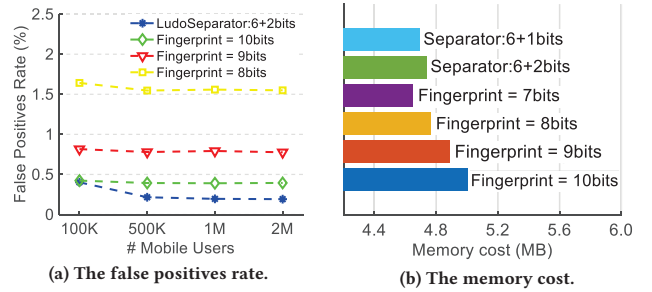 2.5
2
1.5
1
0.5
0
False Positives Rate (%)
LudoSeparator:6+2bits
Fingerprint = 10bits
Fingerprint = 9bits
Fingerprint = 8bits
100K 500K 1M 2M
# Mobile Users
(a) The false positives rate.
Separator:6+1bits
Separator:6+2bits
Fingerprint = 7bits
Fingerprint = 8bits
Fingerprint = 9bits
Fingerprint = 10bits
4.4 4.8 5.2 5.6 6.0
Memory cost (MB)
(b) The memory cost.